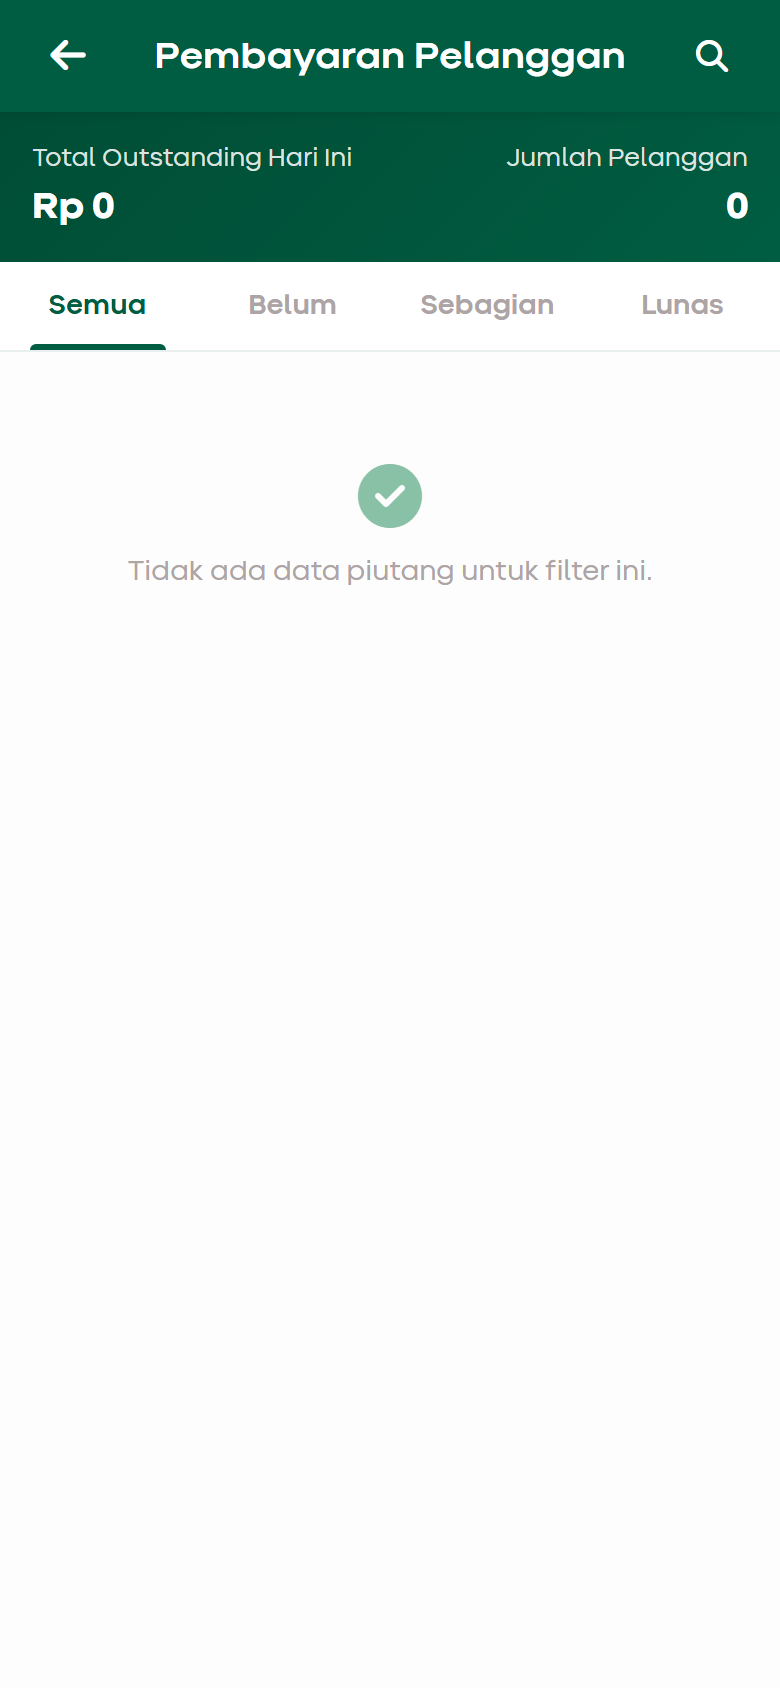 Pembayaran Pelanggan
Total Outstanding Hari Ini
Jumlah Pelanggan
Rp 0
0
Semua
Belum
Sebagian
Lunas
Tidak ada data piutang untuk filter ini.